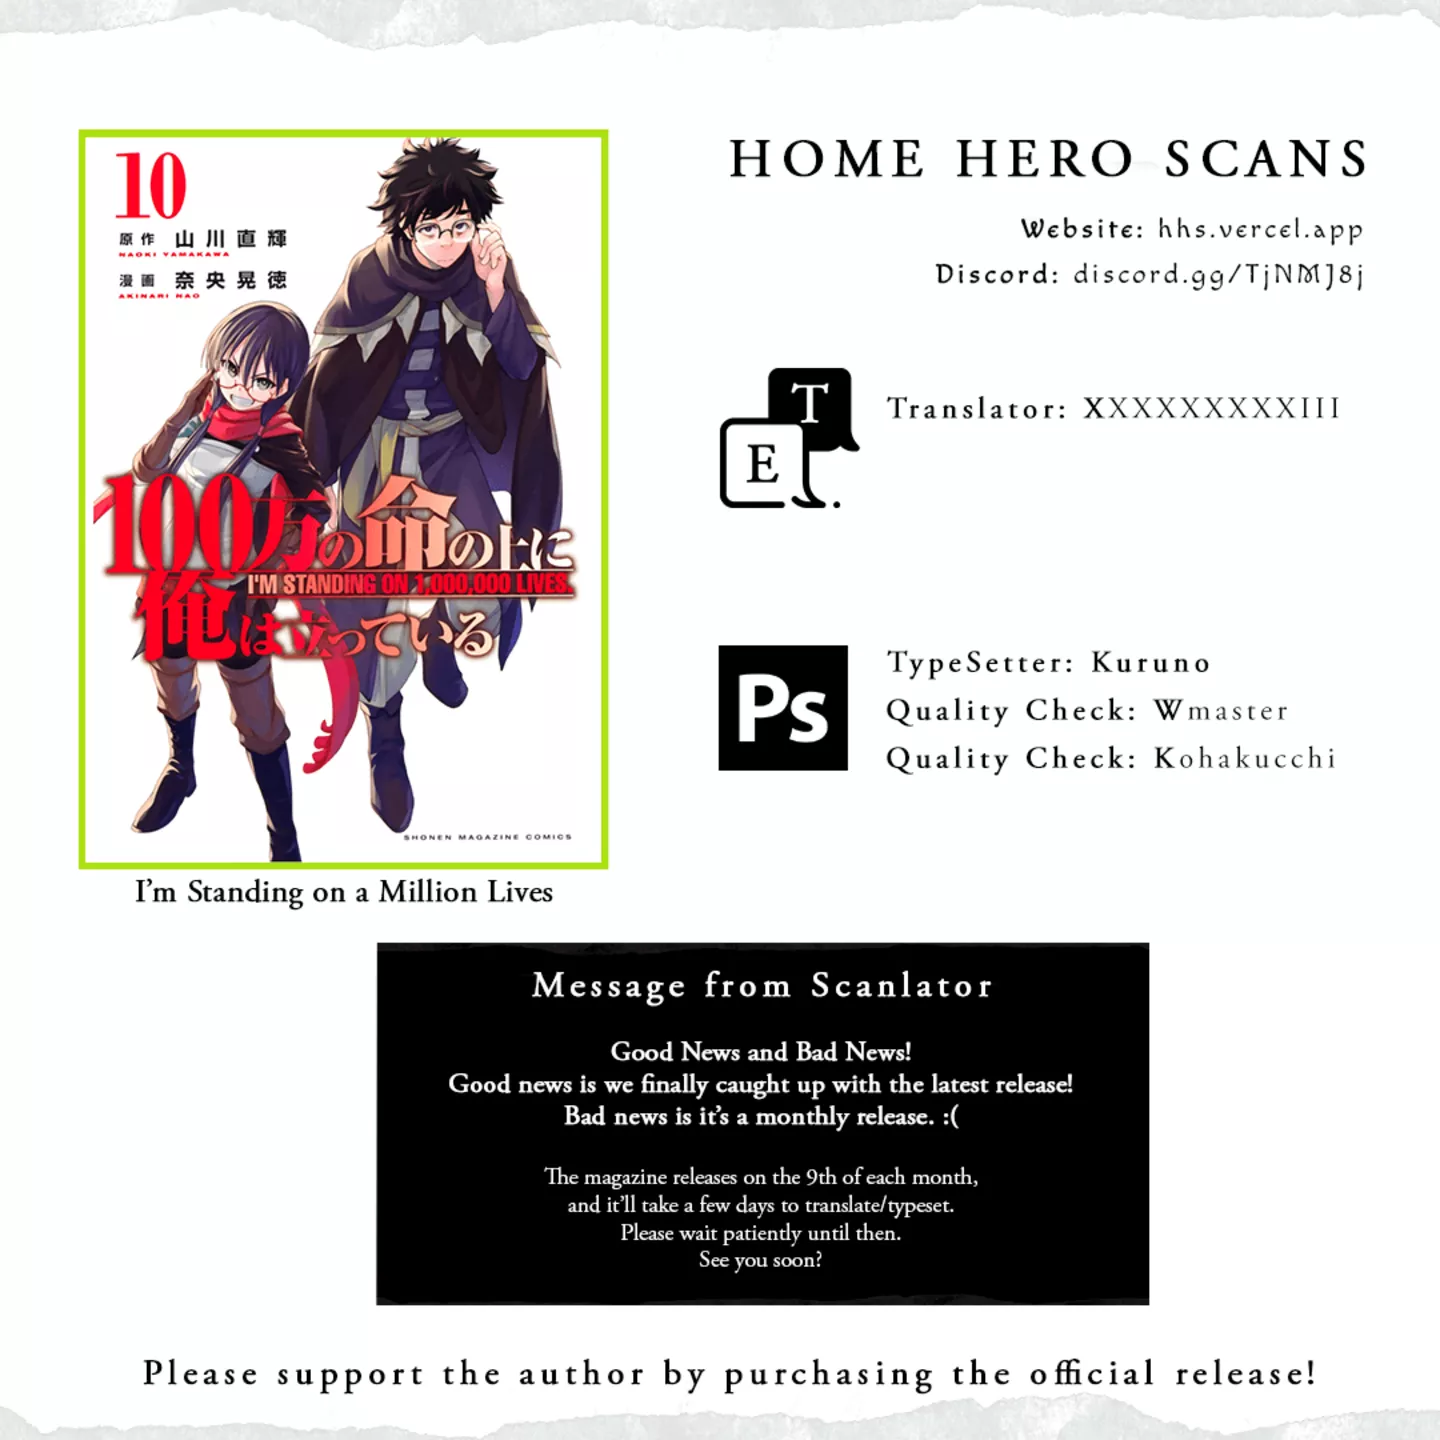 10
原作 山川直輝
NAOKI YAMAKAWA
漫画 奈央晃徳
AKINARI NAO
100万の命の上に
I'M STANDING ON 1,000,000 LIVES.
俺は立っている
SHONEN MAGAZINE COMICS
I’m Standing on a Million Lives
HOME HERO SCANS
Website: hhs.vercel.app
Discord: discord.gg/TjNMJ8j
T
E
Translator: XXXXXXXXXIII
Ps
TypeSetter: Kuruno
Quality Check: Wmaster
Quality Check: Kohakucchi
Message from Scanlator
Good News and Bad News!
Good news is we finally caught up with the latest release!
Bad news is it’s a monthly release. :(
The magazine releases on the 9th of each month,
and it’ll take a few days to translate/typeset.
Please wait patiently until then.
See you soon?
Please support the author by purchasing the official release!